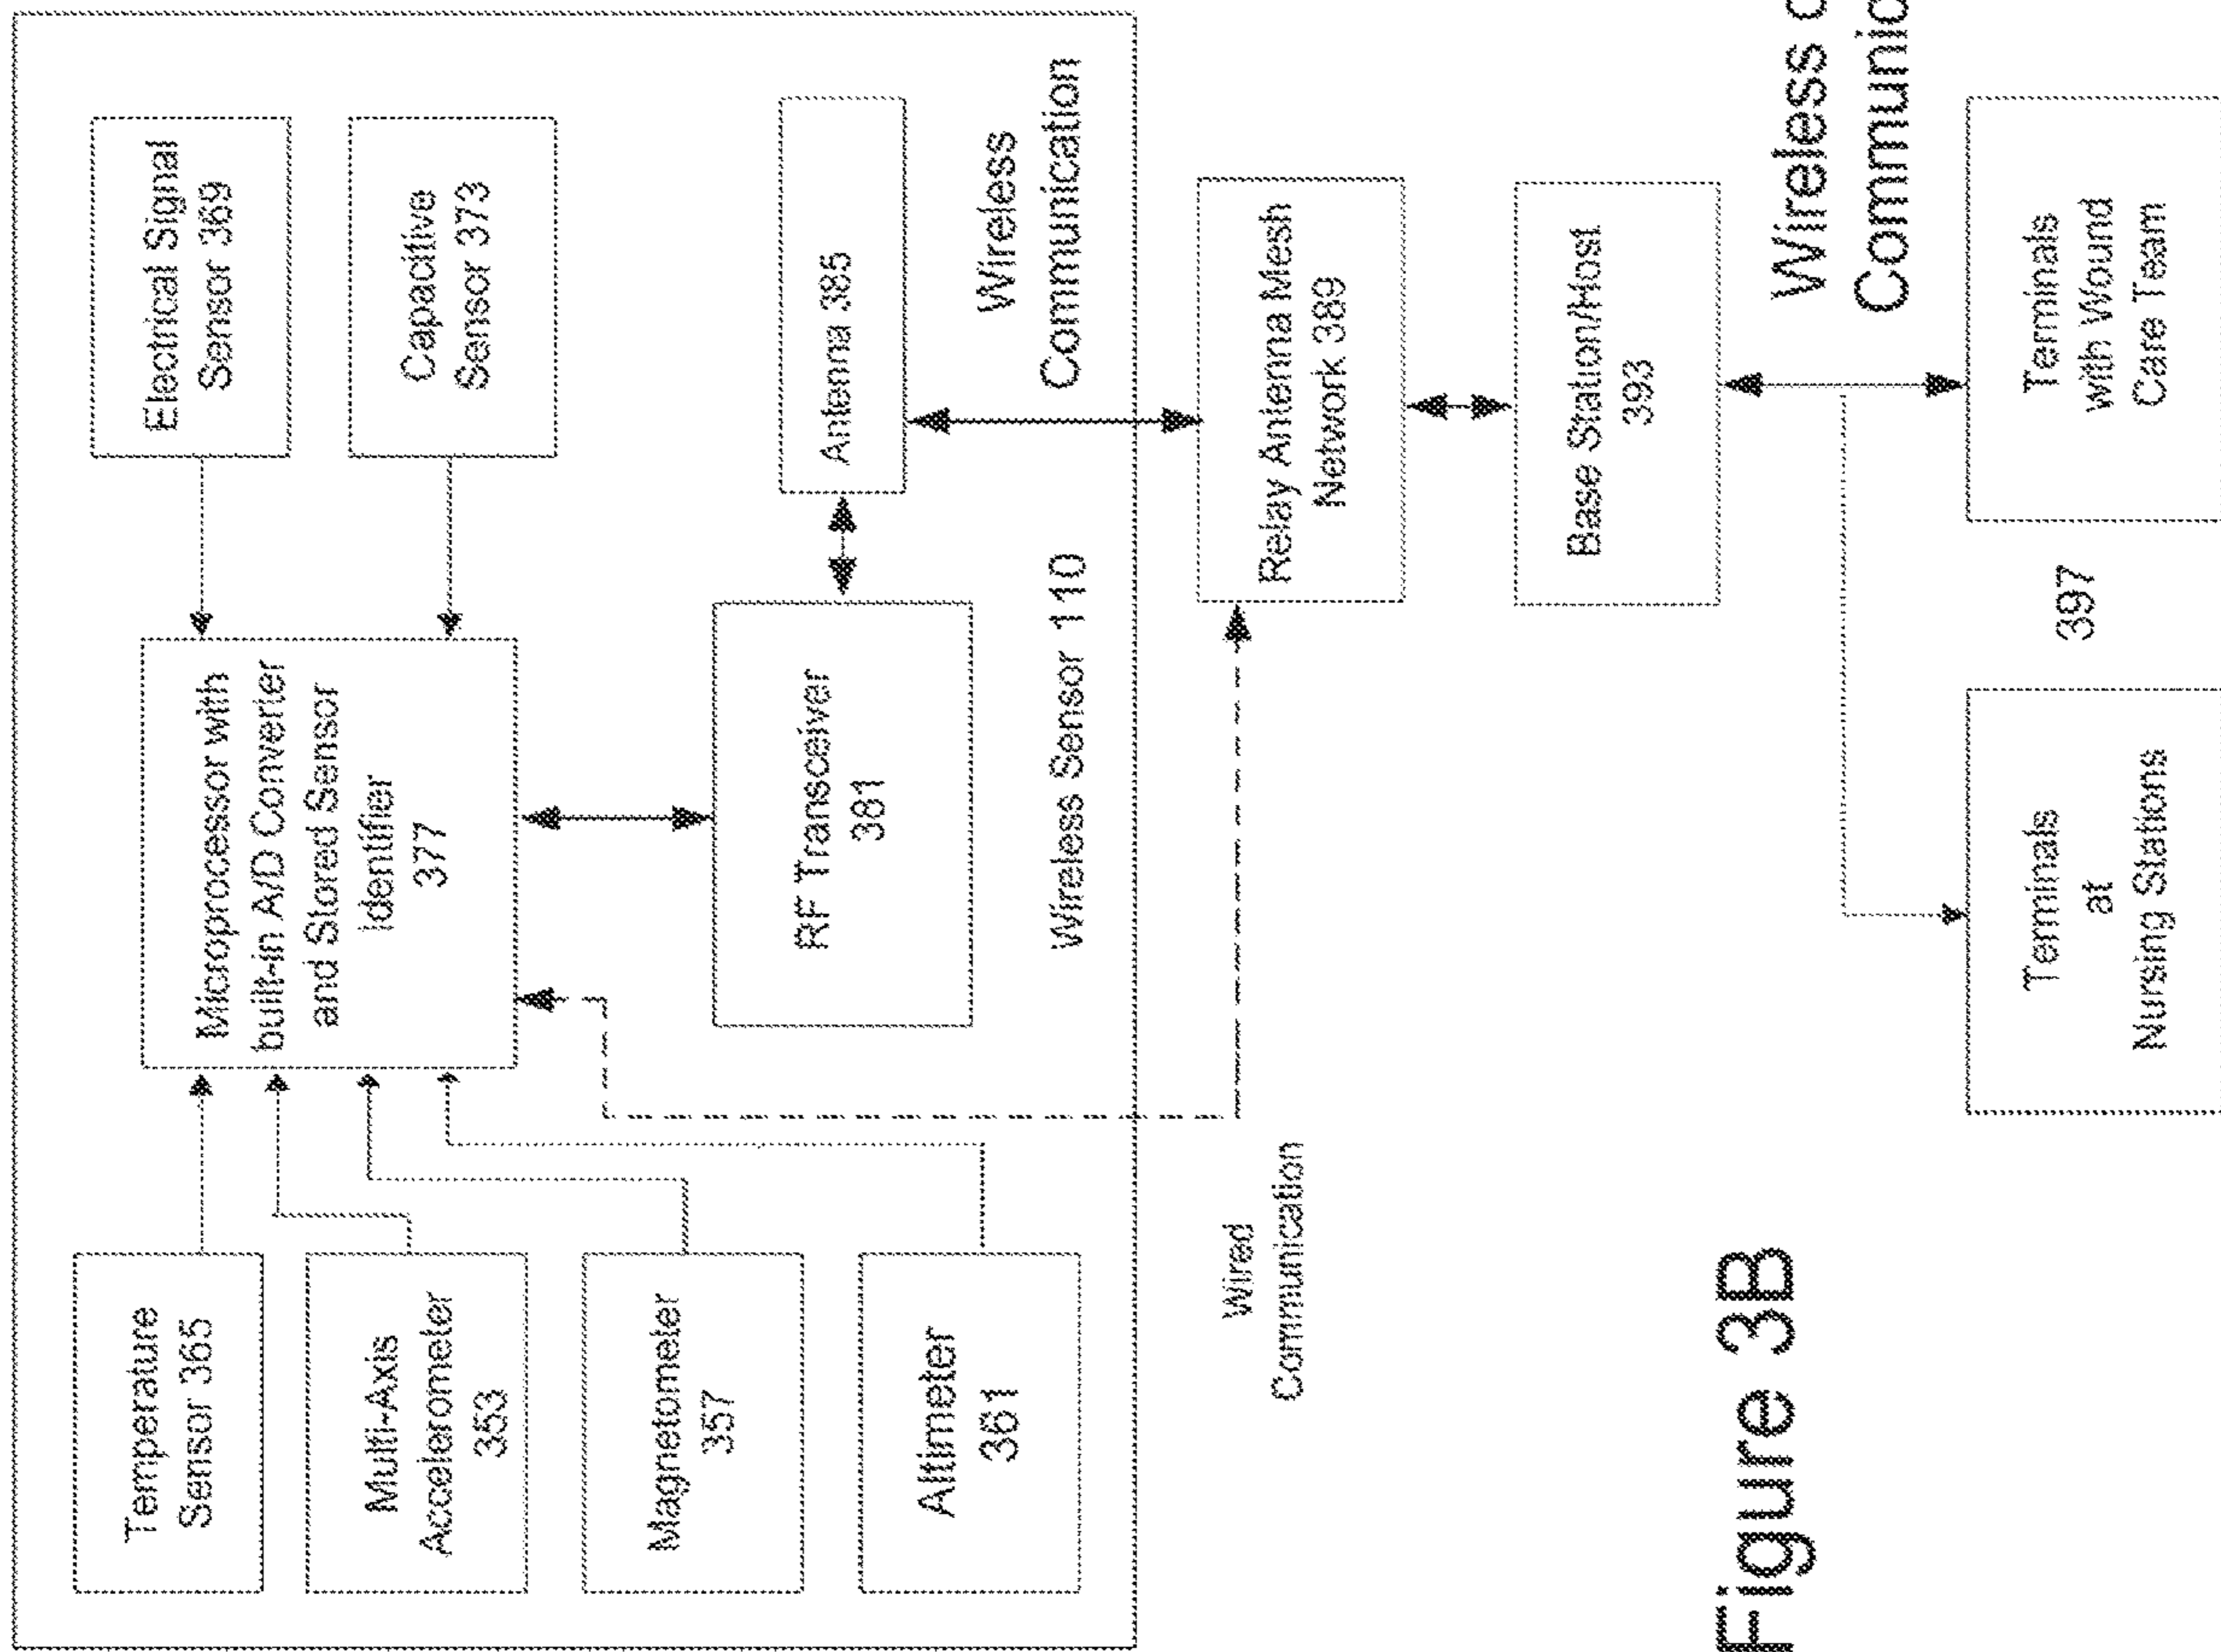 Temperature
Sensor 365
Multi-Axis
Accelerometer
353
Magnetometer
357
Altimeter
361
Microprocessor with
built-in A/D Converter
and Stored Sensor
Identifier
377
RF Transceiver
381
Electrical Signal
Sensor 369
Capacitive
Sensor 373
Antenna 385
Wireless Sensor 110
Wireless
Communication
Wired
Communication
Relay Antenna Mesh
Network 389
Base Station/Host
393
Wireless
Terminals
at
Nursing Stations
397
Terminals
with Wound
Care Team
Figure 3B